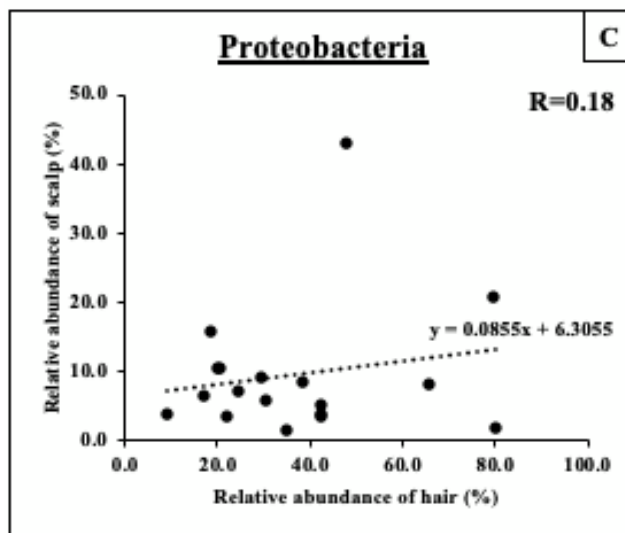 C
Proteobacteria
R=0.18
Relative abundance of scalp (%)
50.0
40.0
30.0
20.0
10.0
0.0
y = 0.0855x + 6.3055
0.0 20.0 40.0 60.0 80.0 100.0
Relative abundance of hair (%)